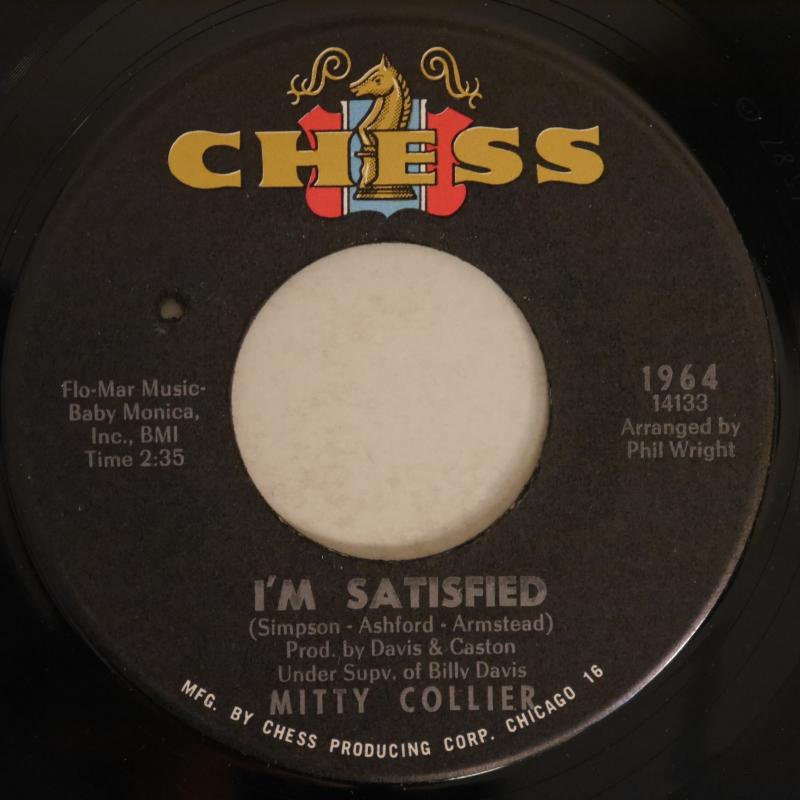 CHESS
Flo-Mar Music-
Baby Monica,
Inc., BMI
Time 2:35
1964
14133
Arranged by
Phil Wright
I'M SATISFIED
(Simpson - Ashford - Armstead)
Prod. by Davis & Caston
Under Supv. of Billy Davis
MITTY COLLIER
MFG. BY CHESS PRODUCING CORP. CHICAGO 16